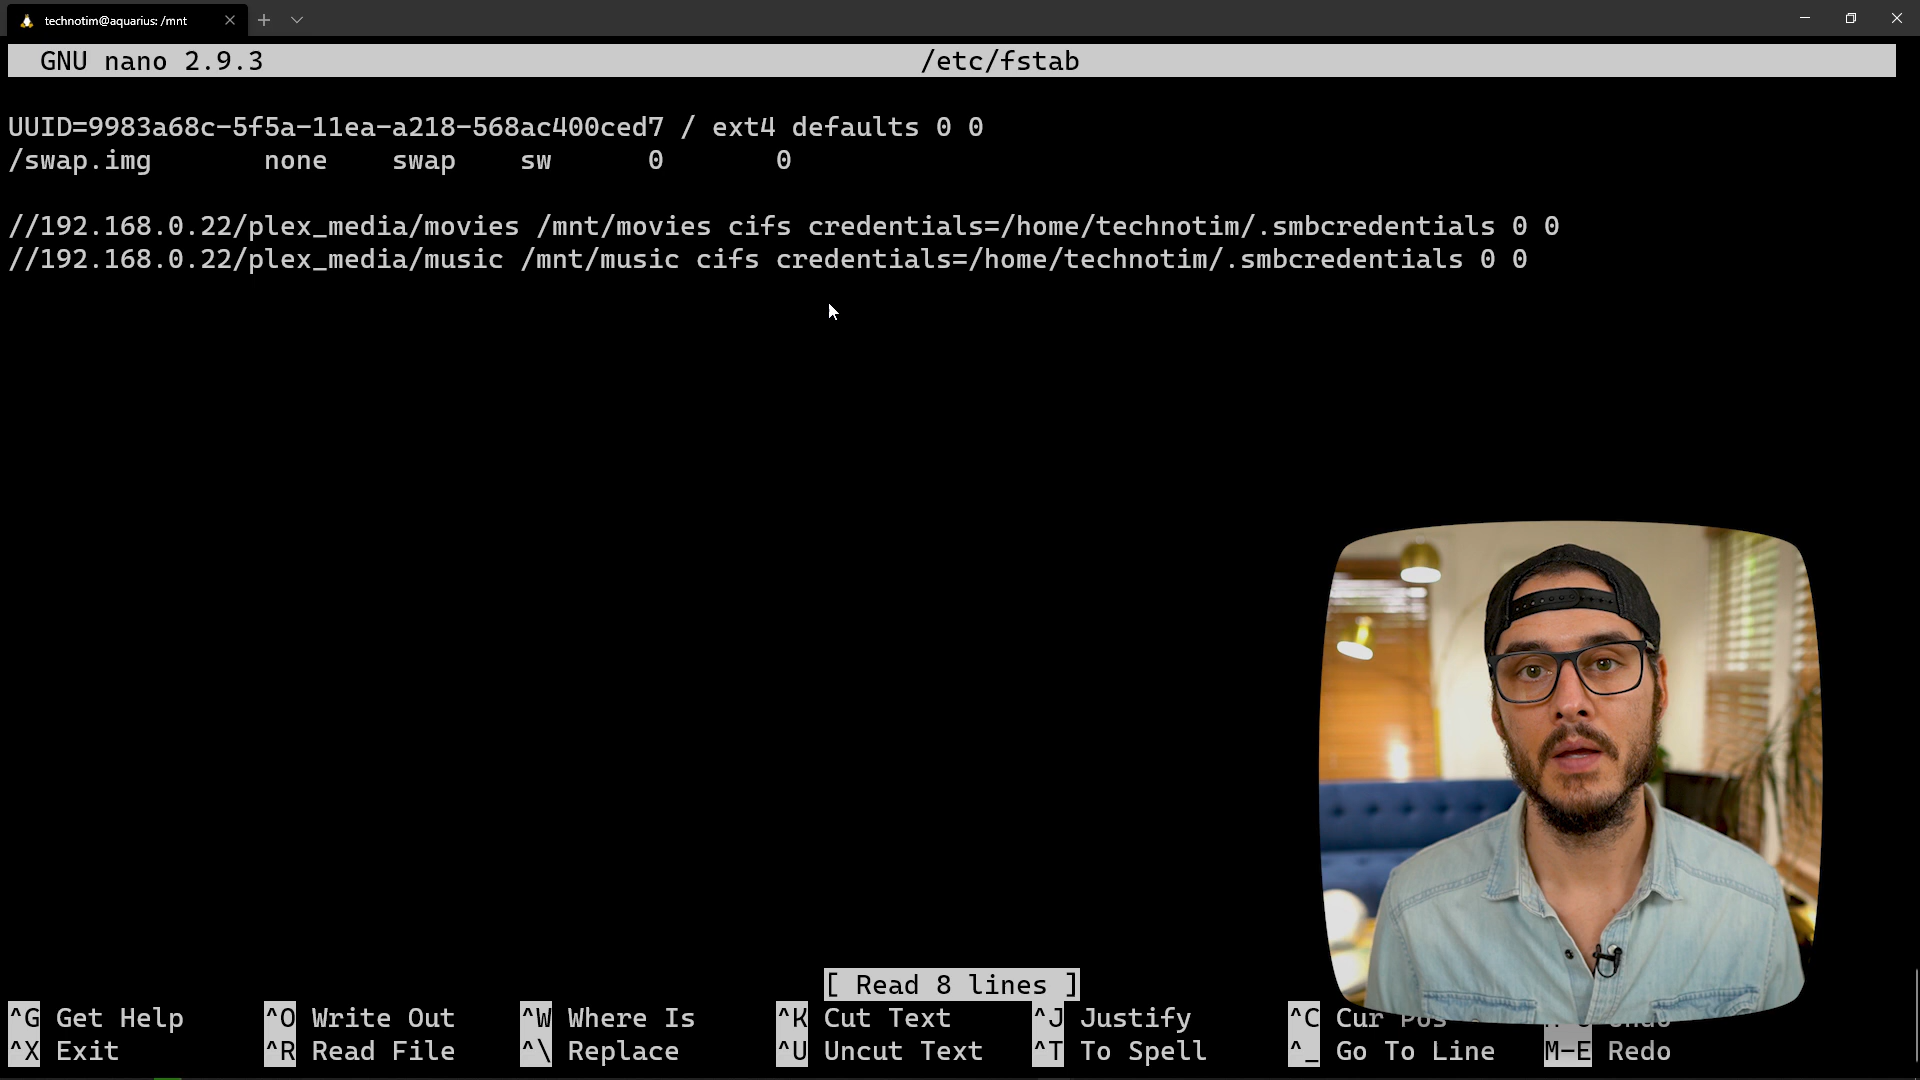 technotim@aquarius: /mnt
GNU nano 2.9.3 /etc/fstab
UUID=9983a68c-5f5a-11ea-a218-568ac400ced7 / ext4 defaults 0 0
/swap.img none swap sw 0 0
//192.168.0.22/plex_media/movies /mnt/movies cifs credentials=/home/technotim/.smbcredentials 0 0
//192.168.0.22/plex_media/music /mnt/music cifs credentials=/home/technotim/.smbcredentials 0 0
[ Read 8 lines ]
^G Get Help ^O Write Out ^W Where Is ^K Cut Text ^J Justify ^C Cur Pos Undo
^X Exit ^R Read File ^\ Replace ^U Uncut Text ^T To Spell ^_ Go To Line M-E Redo